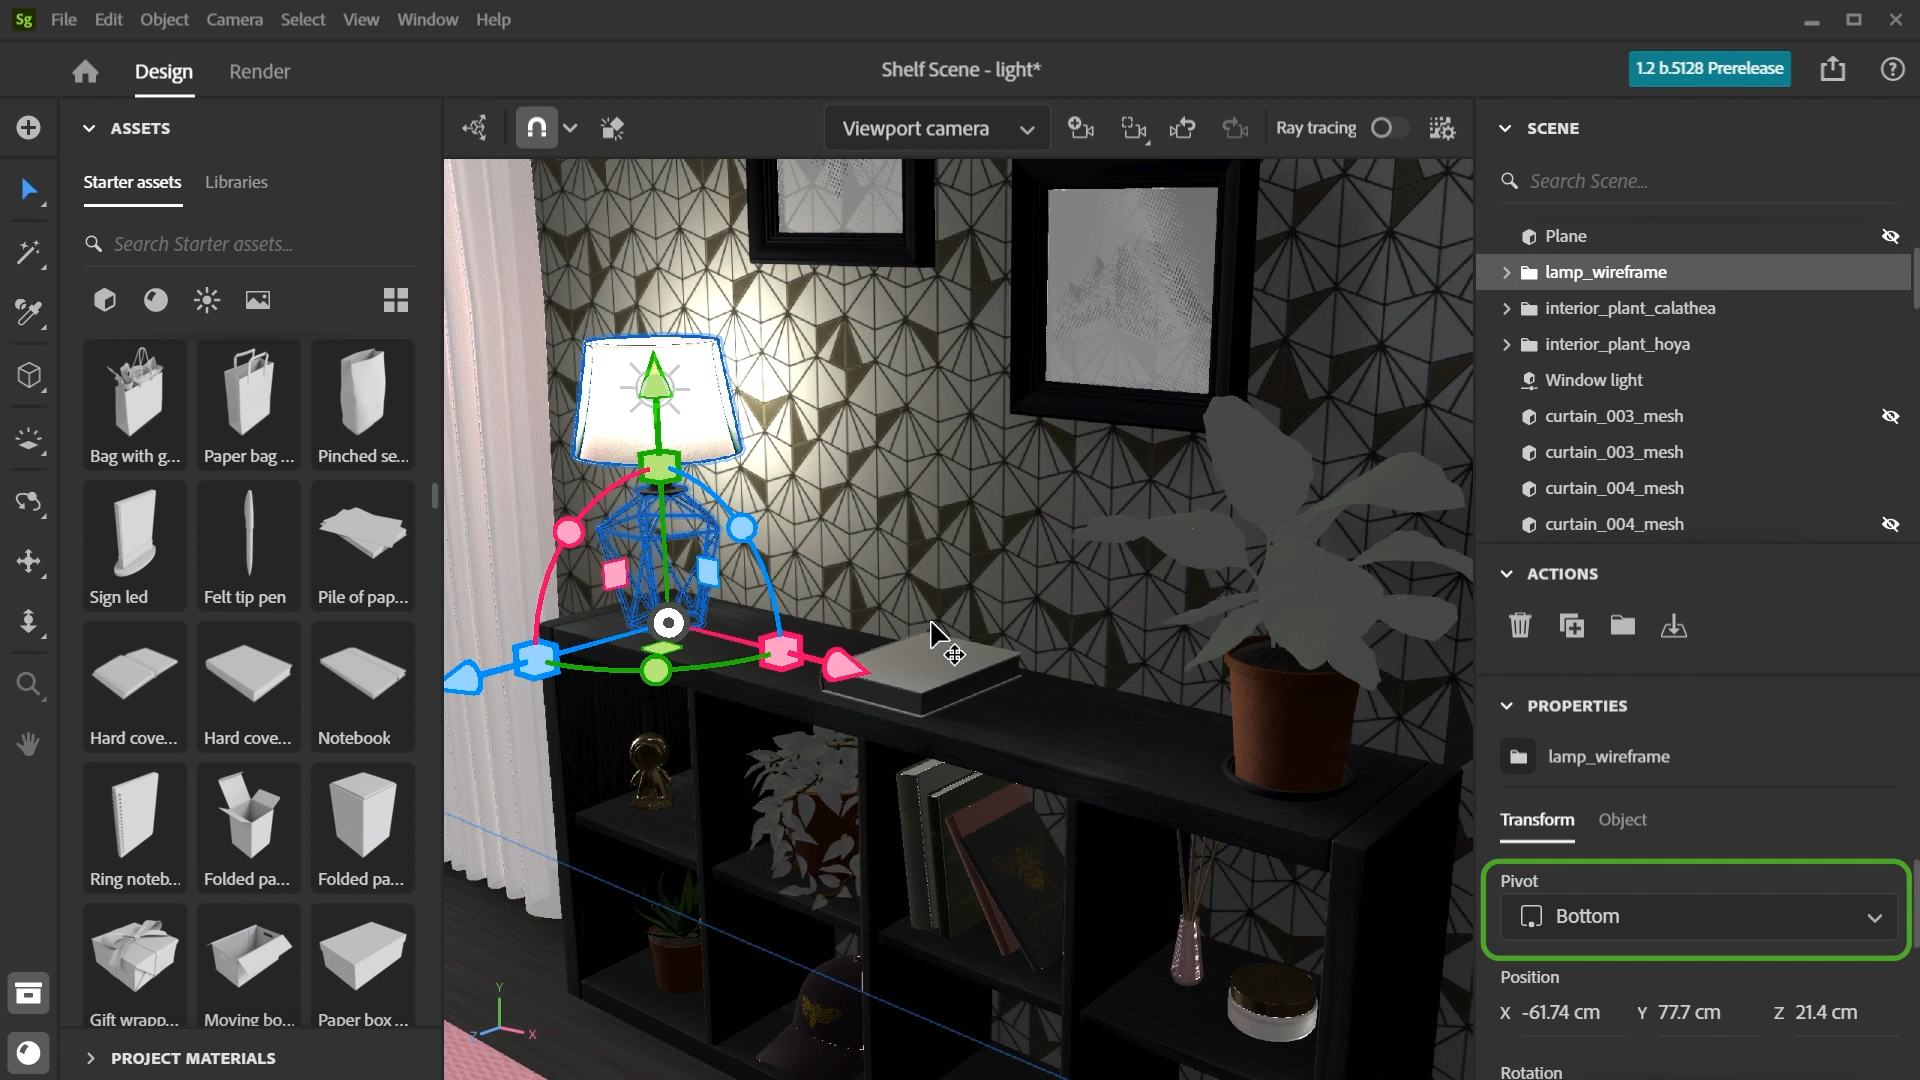 Sg File Edit Object Camera Select View Window Help
Design Render Shelf Scene - light* 1.2 b.5128 Prerelease
ASSETS
Starter assets Libraries
Search Starter assets...
Bag with g... Paper bag ... Pinched se...
Sign led Felt tip pen Pile of pap...
Hard cove... Hard cove... Notebook
Ring noteb... Folded pa... Folded pa...
Gift wrapp... Moving bo... Paper box ...
PROJECT MATERIALS
Viewport camera Ray tracing
Y
Z X
SCENE
Search Scene...
Plane
lamp_wireframe
interior_plant_calathea
interior_plant_hoya
Window light
curtain_003_mesh
curtain_003_mesh
curtain_004_mesh
curtain_004_mesh
ACTIONS
PROPERTIES
lamp_wireframe
Transform Object
Pivot
Bottom
Position
X -61.74 cm Y 77.7 cm Z 21.4 cm
Rotation